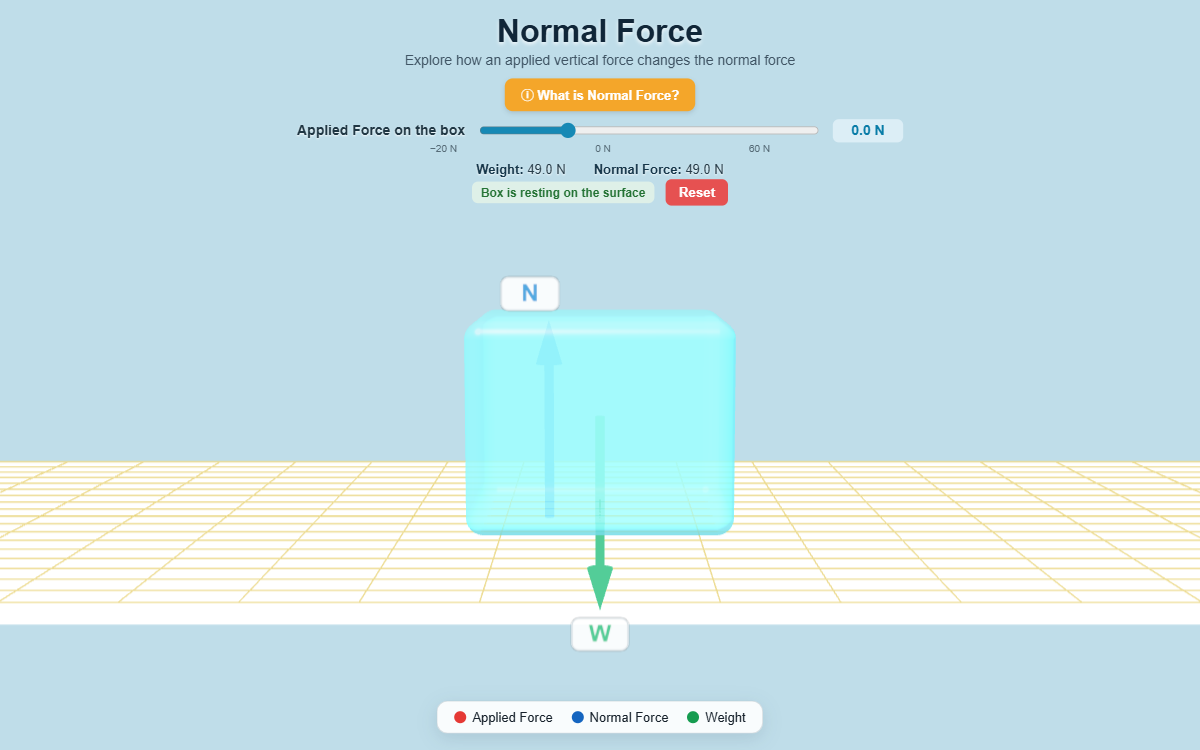 Normal Force
Explore how an applied vertical force changes the normal force
ⓘ What is Normal Force?
Applied Force on the box 0.0 N
−20 N 0 N 60 N
Weight: 49.0 N Normal Force: 49.0 N
Box is resting on the surface Reset
N
W
Applied Force Normal Force Weight